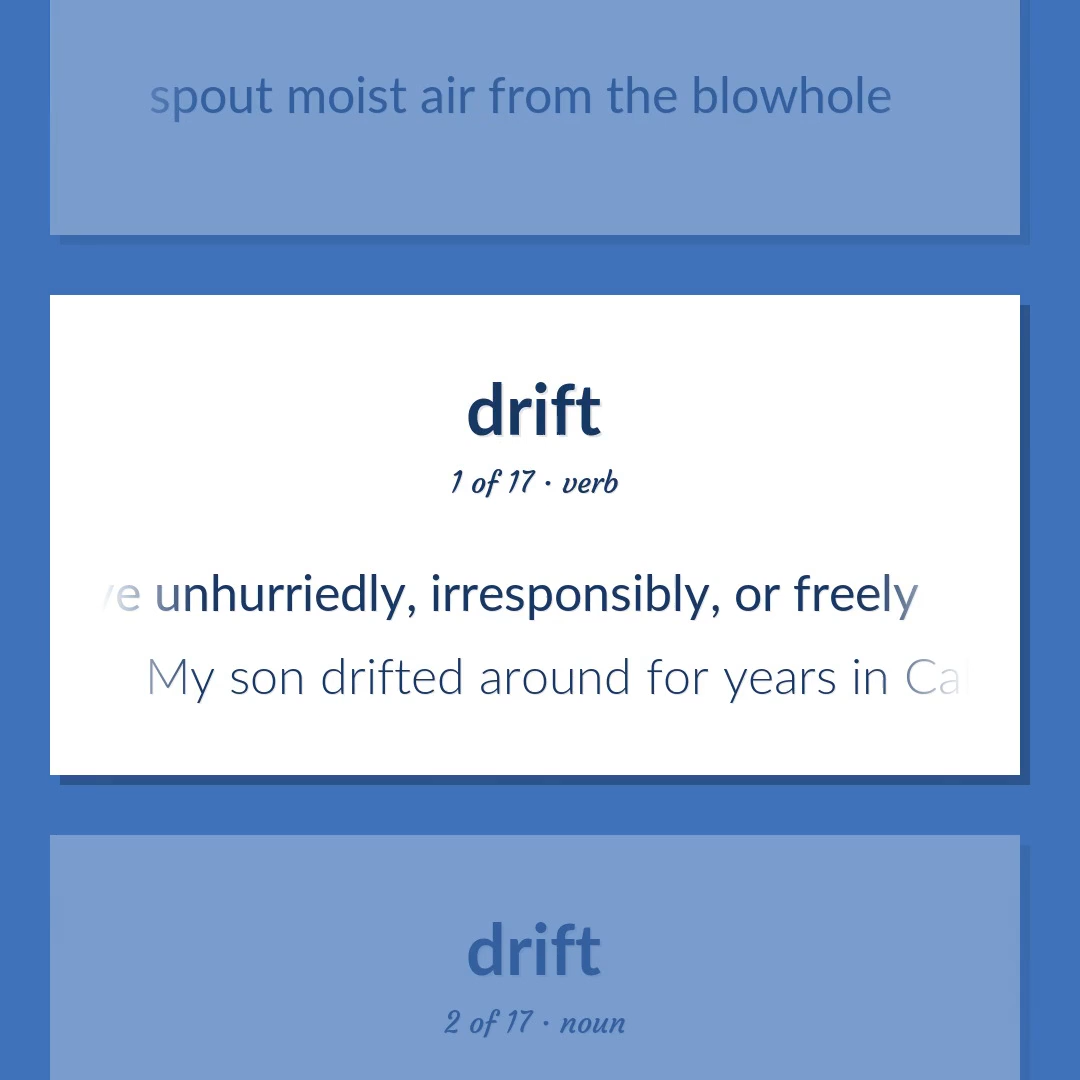 spout moist air from the blowhole
drift
1 of 17 · verb
unhurriedly, irresponsibly, or freely
My son drifted around for years in
drift
2 of 17 · noun